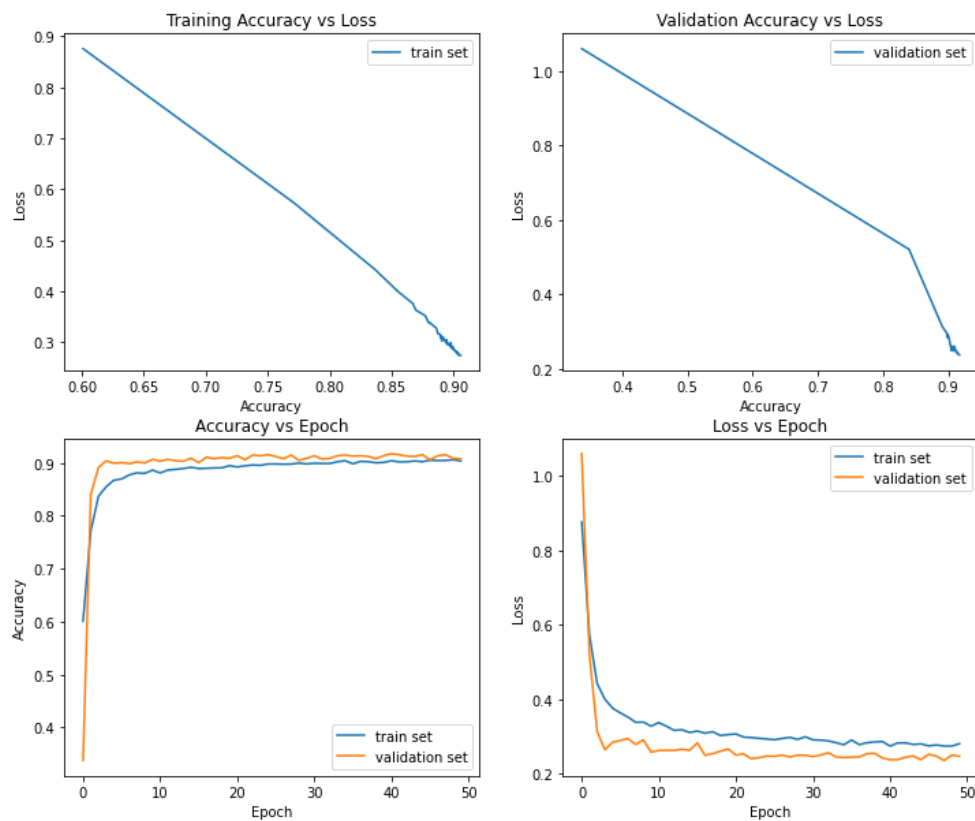 Training Accuracy vs Loss
0.9
0.8
0.7
0.6
0.5
0.4
0.3
Loss
train set
0.60 0.65 0.70 0.75 0.80 0.85 0.90
Accuracy
Validation Accuracy vs Loss
1.0
0.8
0.6
0.4
0.2
Loss
validation set
0.4 0.5 0.6 0.7 0.8 0.9
Accuracy
Accuracy vs Epoch
0.9
0.8
0.7
0.6
0.5
0.4
Accuracy
train set
validation set
0 10 20 30 40 50
Epoch
Loss vs Epoch
1.0
0.8
0.6
0.4
0.2
Loss
train set
validation set
0 10 20 30 40 50
Epoch